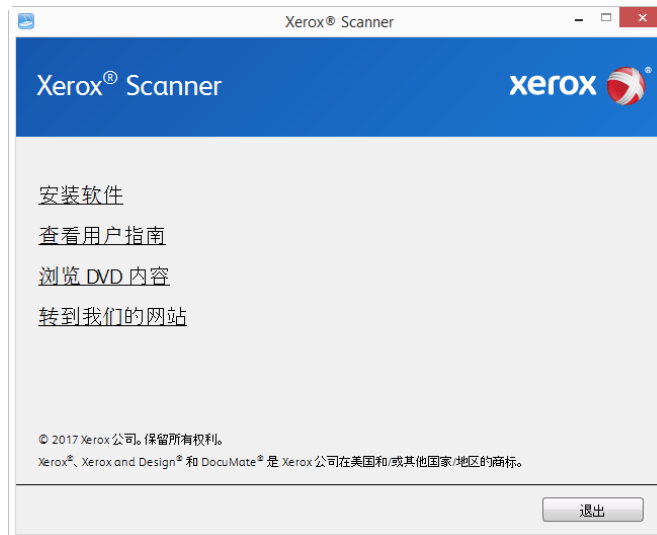 Xerox® Scanner
Xerox® Scanner
xerox®
安装软件
查看用户指南
浏览 DVD 内容
转到我们的网站
© 2017 Xerox 公司。保留所有权利。
Xerox®、Xerox and Design® 和 DocuMate® 是 Xerox 公司在美国和/或其他国家/地区的商标。
退出